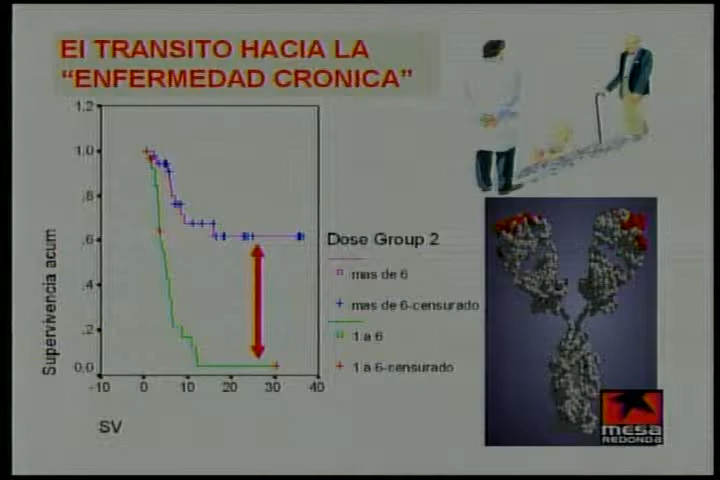 El TRANSITO HACIA LA
“ENFERMEDAD CRONICA”
1,2
1,0
,8
,6
,4
,2
0,0
-10
0
10
20
30
40
Supervivencia acum
SV
Dose Group 2
mas de 6
mas de 6-censurado
1 a 6
1 a 6-censurado
mesa
REDONDA